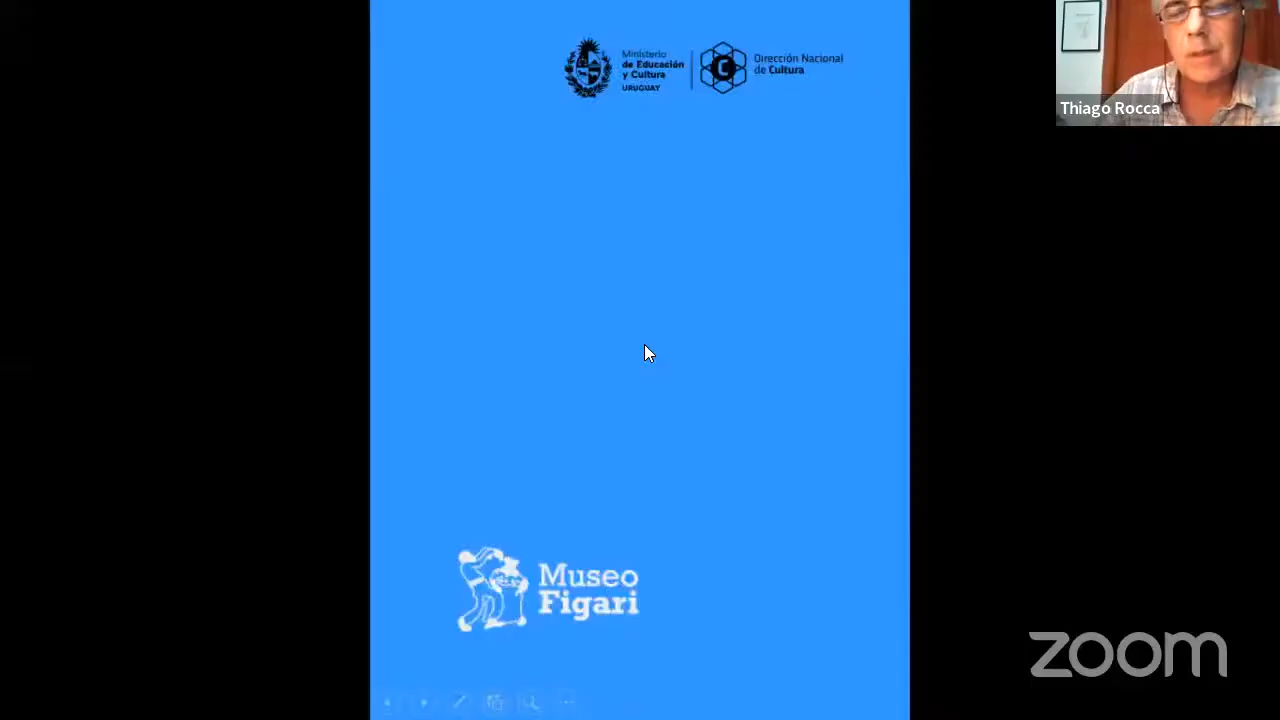 Ministerio
de Educación
y Cultura
URUGUAY
Dirección Nacional
de Cultura
C
Thiago Rocca
Museo
Figari
zoom